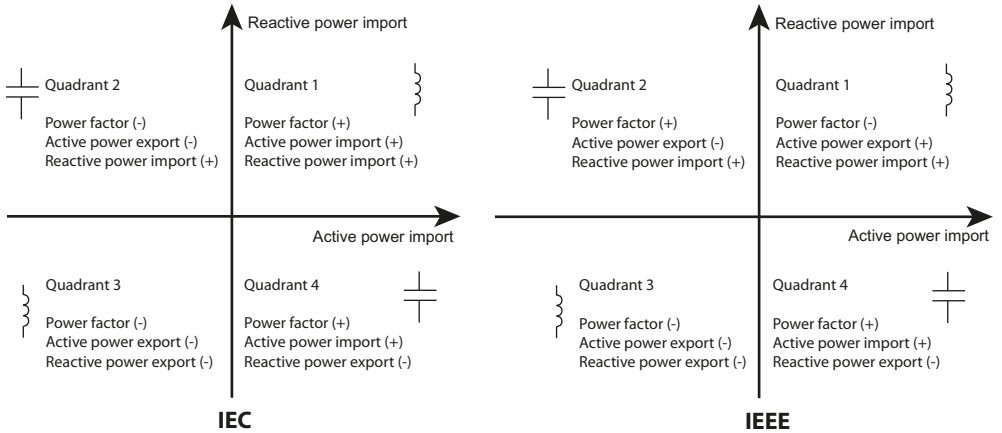 Reactive power import
Quadrant 2
Power factor (-)
Active power export (-)
Reactive power import (+)
Quadrant 1
Power factor (+)
Active power import (+)
Reactive power import (+)
Active power import
Quadrant 3
Power factor (-)
Active power export (-)
Reactive power export (-)
Quadrant 4
Power factor (+)
Active power import (+)
Reactive power export (-)
IEC
Reactive power import
Quadrant 2
Power factor (+)
Active power export (-)
Reactive power import (+)
Quadrant 1
Power factor (-)
Active power export (+)
Reactive power import (+)
Active power import
Quadrant 3
Power factor (-)
Active power export (-)
Reactive power export (-)
Quadrant 4
Power factor (+)
Active power import (+)
Reactive power export (-)
IEEE